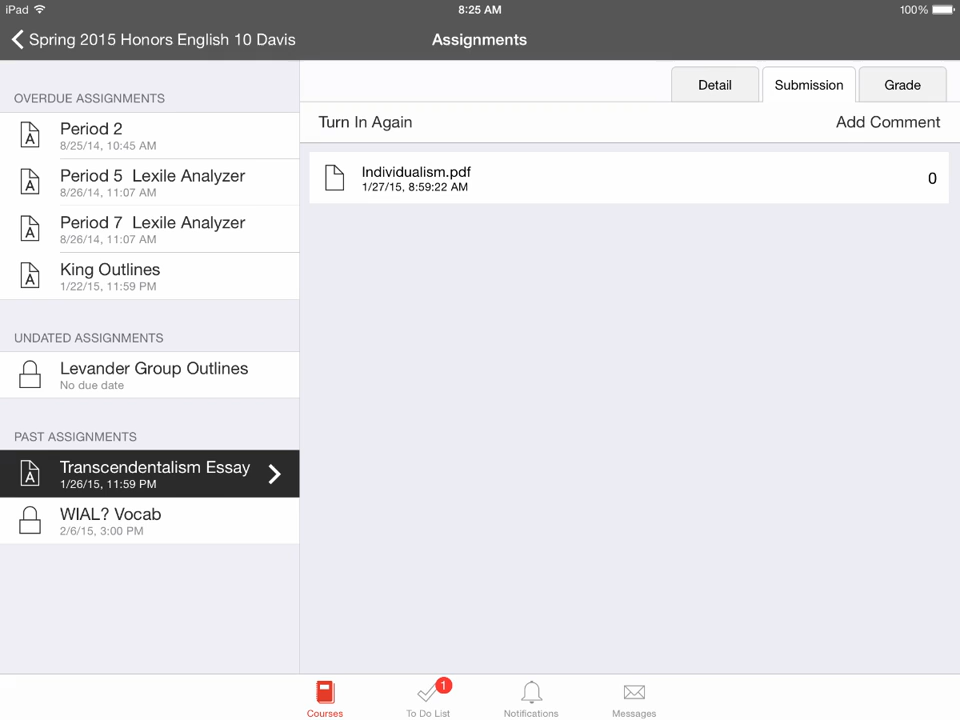 iPad
8:25 AM
100%
Spring 2015 Honors English 10 Davis
Assignments
OVERDUE ASSIGNMENTS
Period 2
8/25/14, 10:45 AM
Period 5  Lexile Analyzer
8/26/14, 11:07 AM
Period 7  Lexile Analyzer
8/26/14, 11:07 AM
King Outlines
1/22/15, 11:59 PM
UNDATED ASSIGNMENTS
Levander Group Outlines
No due date
PAST ASSIGNMENTS
Transcendentalism Essay
1/26/15, 11:59 PM
WIAL? Vocab
2/6/15, 3:00 PM
Detail
Submission
Grade
Turn In Again
Add Comment
Individualism.pdf
1/27/15, 8:59:22 AM
0
Courses
1
To Do List
Notifications
Messages